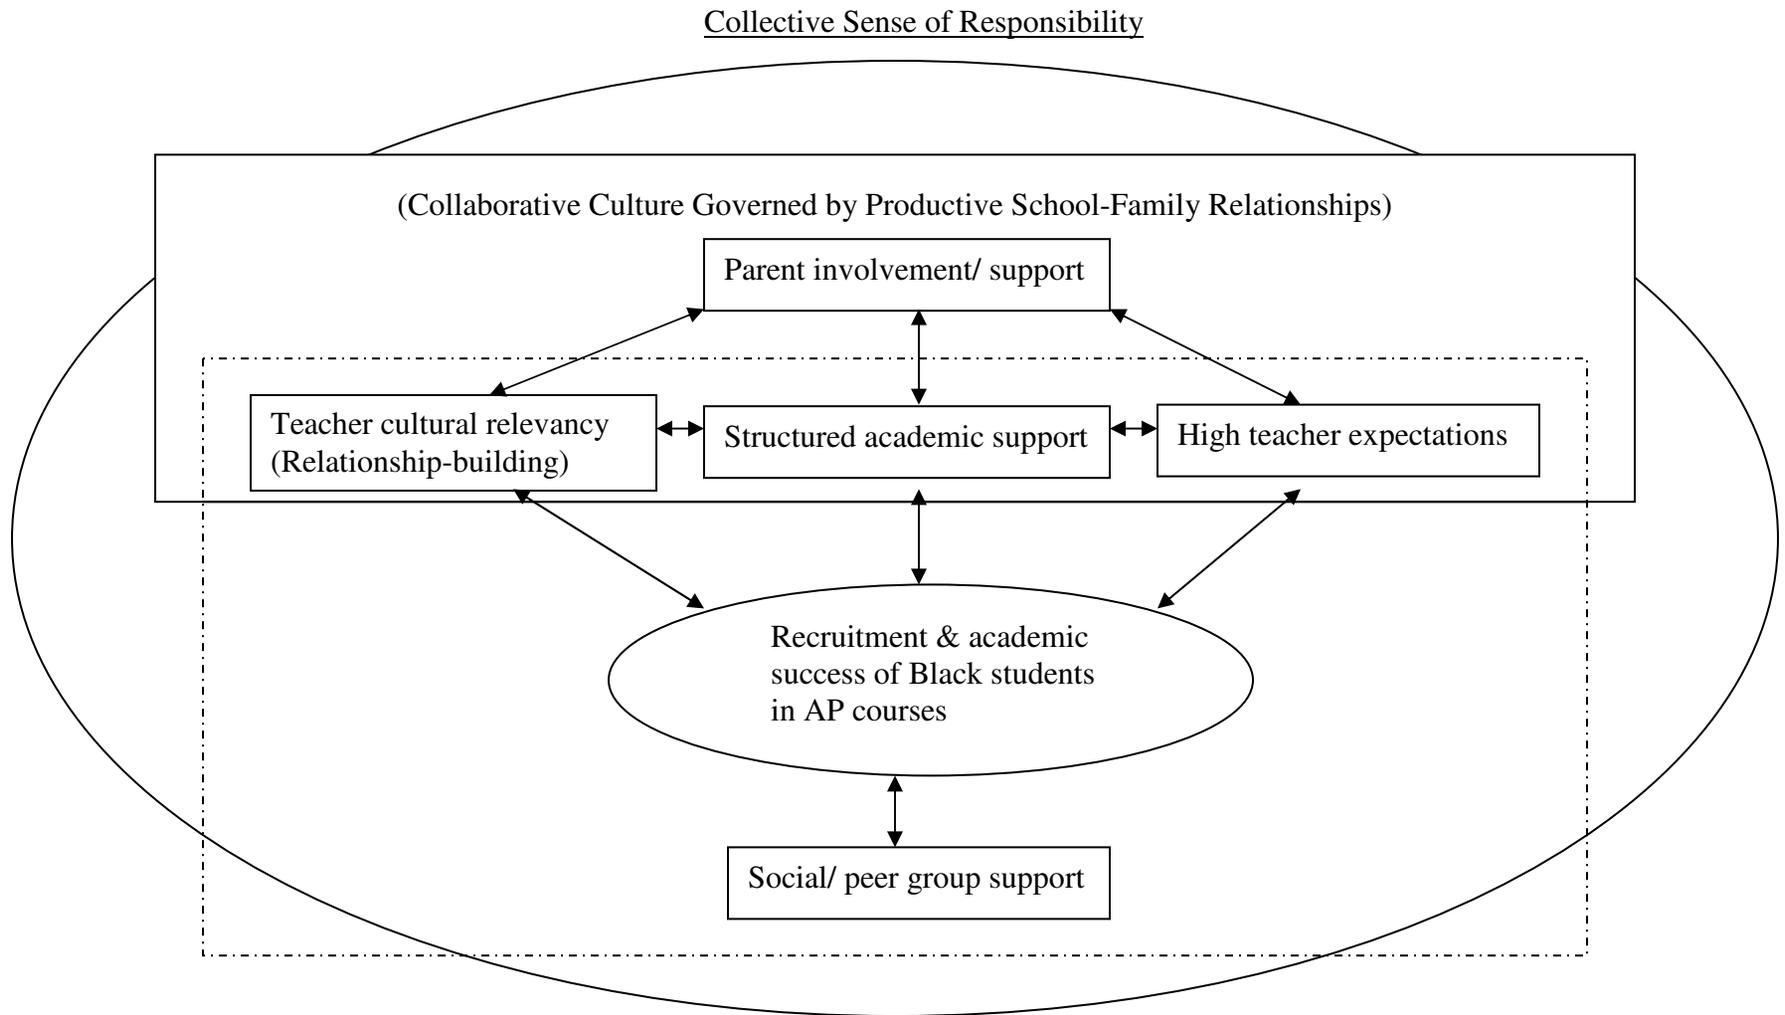 Collective Sense of Responsibility
(Collaborative Culture Governed by Productive School-Family Relationships)
Parent involvement/ support
Teacher cultural relevancy
(Relationship-building)
Structured academic support
High teacher expectations
Recruitment & academic
success of Black students
in AP courses
Social/ peer group support